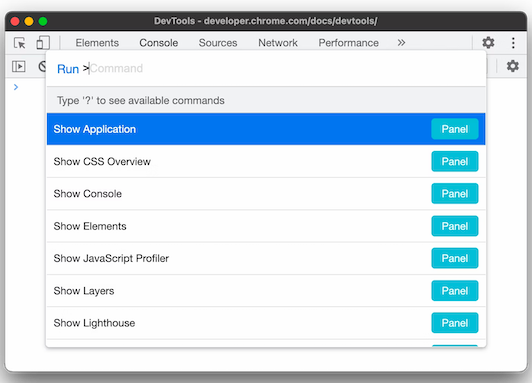 DevTools - developer.chrome.com/docs/devtools/
Elements Console Sources Network Performance »
Run >Command
Type '?' to see available commands
Show Application Panel
Show CSS Overview Panel
Show Console Panel
Show Elements Panel
Show JavaScript Profiler Panel
Show Layers Panel
Show Lighthouse Panel